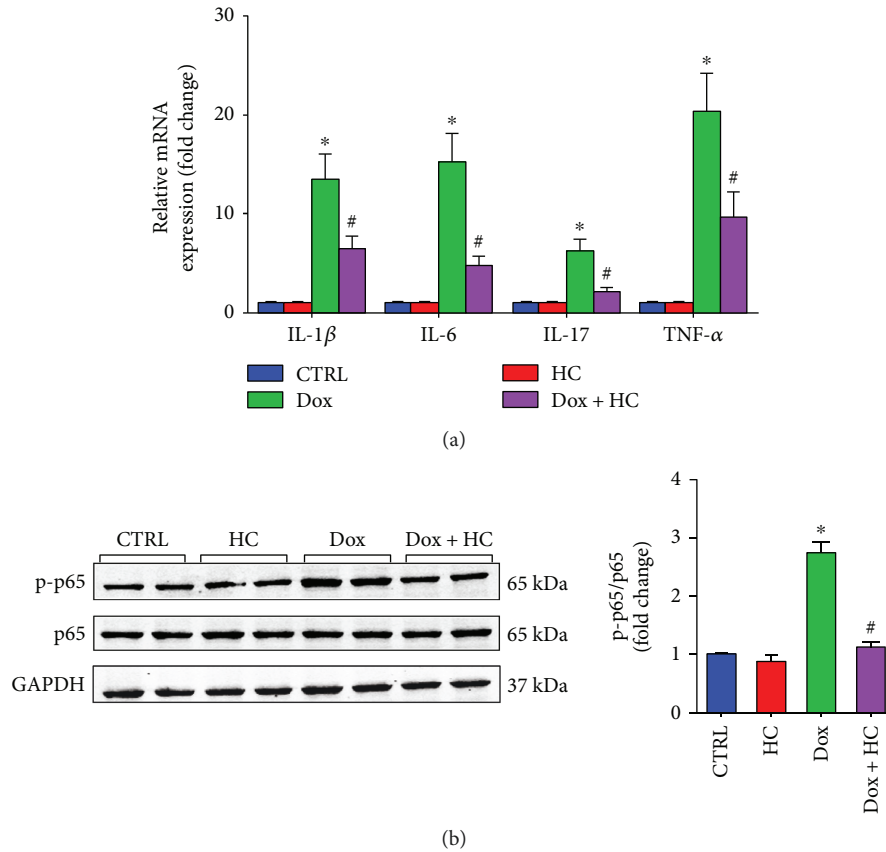 30
20
10
0
Relative mRNA
expression (fold change)
* # * # * # * #
IL-1β IL-6 IL-17 TNF-α
CTRL HC
Dox Dox + HC
(a)
CTRL HC Dox Dox + HC
p-p65 65 kDa
p65 65 kDa
GAPDH 37 kDa
4
3
2
1
0
p-p65/p65
(fold change)
* #
CTRL HC Dox Dox + HC
(b)